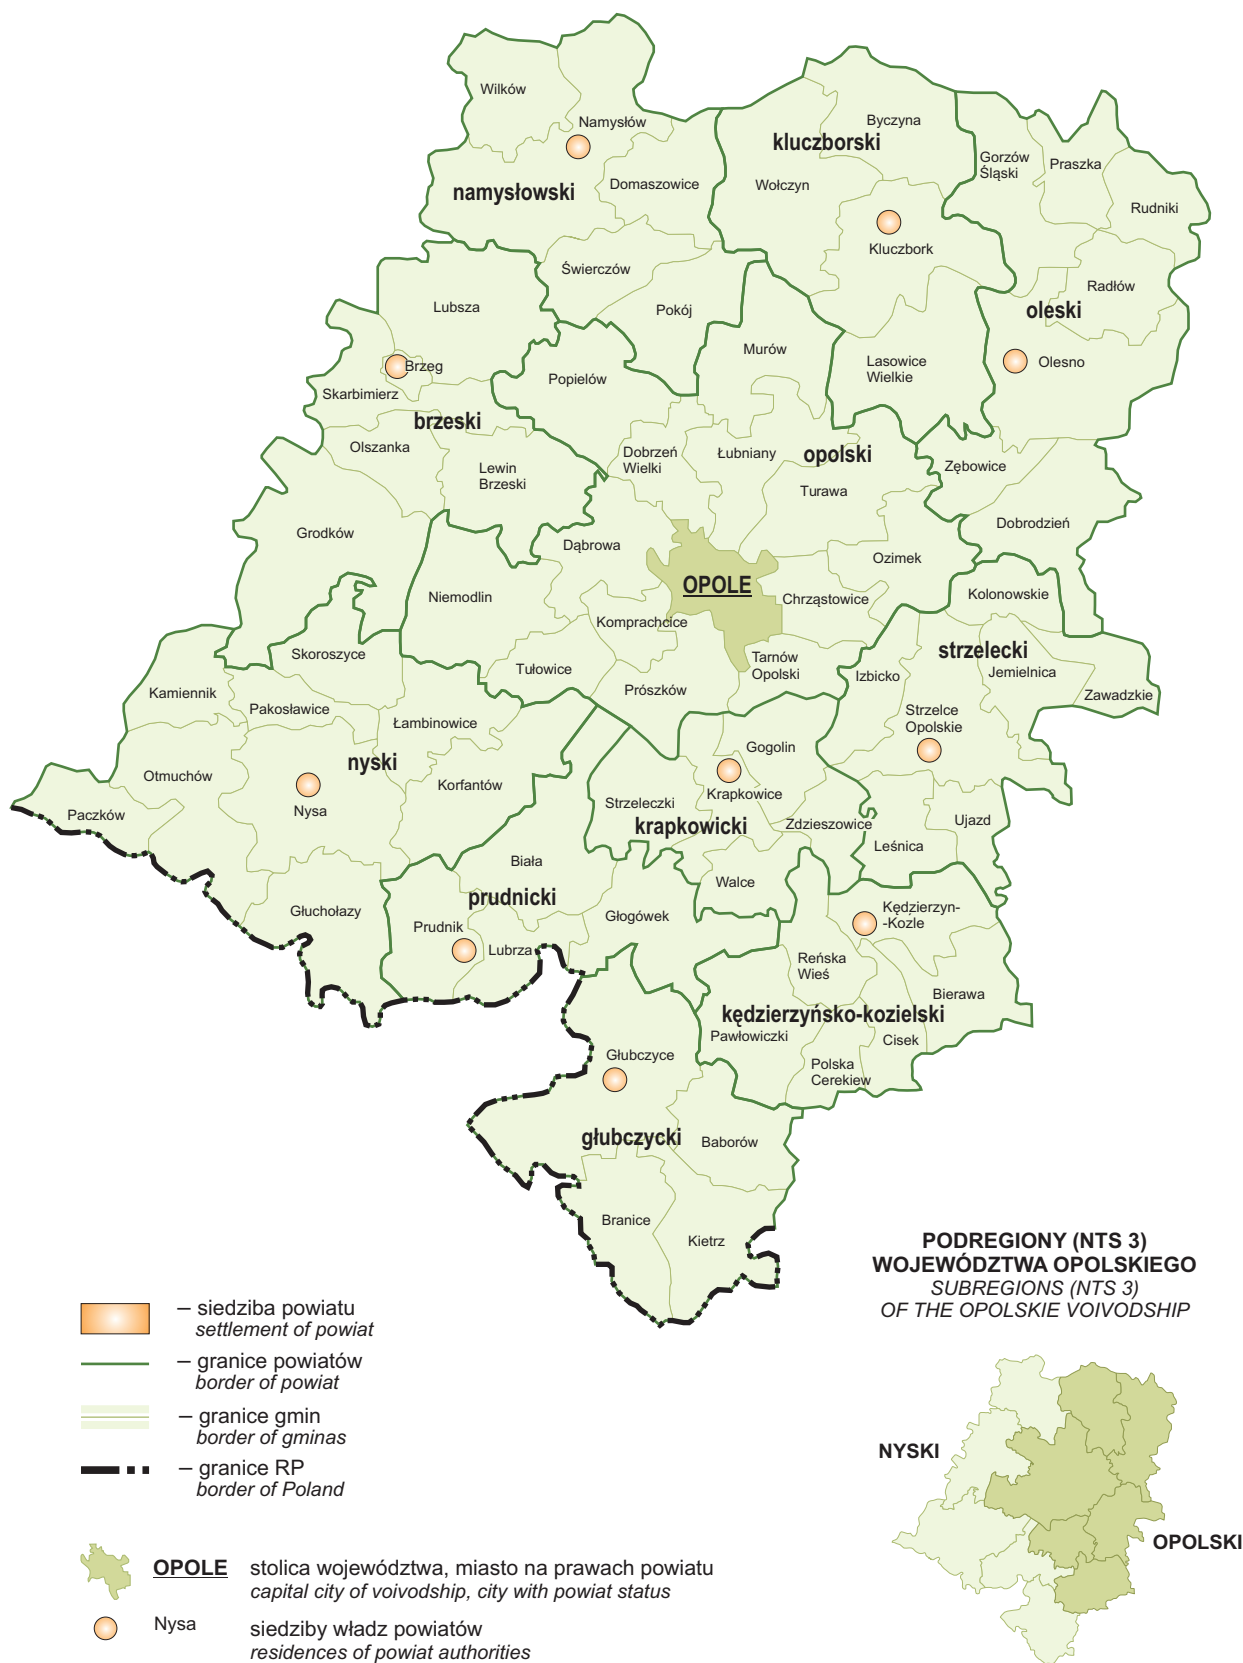 Wilków
Namysłów
namysłowski
Domaszowice
Świerczów
Pokój
Byczyna
kluczborski
Wołczyn
Kluczbork
Lasowice
Wielkie
Gorzów
Śląski
Praszka
Rudniki
Radłów
oleski
Olesno
Zębowice
Dobrodzień
Lubsza
Brzeg
Skarbimierz
brzeski
Olszanka
Lewin
Brzeski
Grodków
Popielów
Murów
Dobrzeń
Wielki
Łubniany
opolski
Turawa
Dąbrowa
Ozimek
OPOLE
Niemodlin
Chrząstowice
Komprachcice
Tułowice
Prószków
Tarnów
Opolski
Kolonowskie
strzelecki
Izbicko
Jemielnica
Zawadzkie
Strzelce
Opolskie
Ujazd
Leśnica
Skoroszyce
Kamiennik
Pakosławice
Łambinowice
nyski
Otmuchów
Korfantów
Nysa
Paczków
Głuchołazy
Gogolin
Strzeleczki
Krapkowice
krapkowicki
Zdzieszowice
Walce
Biała
prudnicki
Prudnik
Lubrza
Głogówek
Kędzierzyn-
-Kozle
Reńska
Wieś
Bierawa
kędzierzyńsko-kozielski
Pawłowiczki
Cisek
Polska
Cerekiew
Głubczyce
głubczycki
Baborów
Branice
Kietrz
PODREGIONY (NTS 3)
WOJEWÓDZTWA OPOLSKIEGO
SUBREGIONS (NTS 3)
OF THE OPOLSKIE VOIVODSHIP
NYSKI
OPOLSKI
– siedziba powiatu
settlement of powiat
– granice powiatów
border of powiat
– granice gmin
border of gminas
– granice RP
border of Poland
OPOLE stolica województwa, miasto na prawach powiatu
capital city of voivodship, city with powiat status
Nysa siedziby władz powiatów
residences of powiat authorities